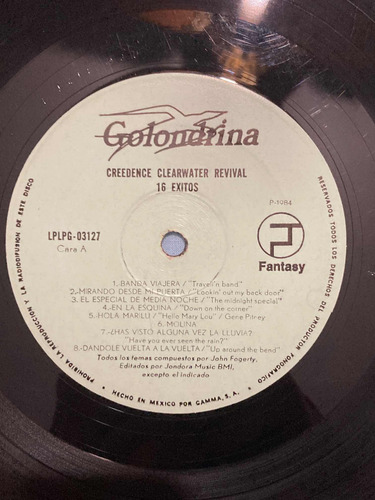 Golondrina
CREEDENCE CLEARWATER REVIVAL
16 EXITOS
P-1984
LPLPG-03127
Cara A
Fantasy
1.-BANDA VIAJERA / "Travel'n band"
2.-MIRANDO DESDE MI PUERTA / "Cookin' out my back door"
3.-EL ESPECIAL DE MEDIA NOCHE / "The midnight special"
4.-EN LA ESQUINA / "Down on the corner"
5.-HOLA MARILU / "Hello Mary Lou" / Gene Pitney
6. MOLINA
7.-¿HAS VISTO ALGUNA VEZ LA LLUVIA?
"Have you ever seen the rain?"
8-DANDOLE VUELTA A LA VUELTA / "Up around the bend"
Todos los temas compuestos por John Fogerty.
Editados por Jondora Music BMI,
excepto el indicado
PROHIBIDA LA REPRODUCCION Y LA RADIODIFUSION DE ESTE DISCO
RESERVADOS TODOS LOS DERECHOS DEL PRODUCTOR FONOGRAFICO
• HECHO EN MEXICO POR GAMMA, S. A. •